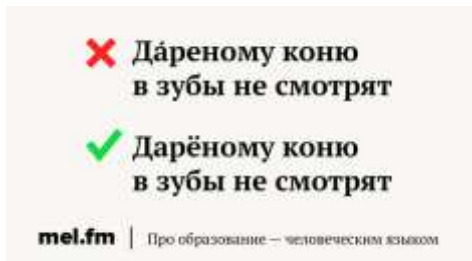 Да́реному коню
в зубы не смотрят
Дарёному коню
в зубы не смотрят
mel.fm | Про образование — человеческим языком